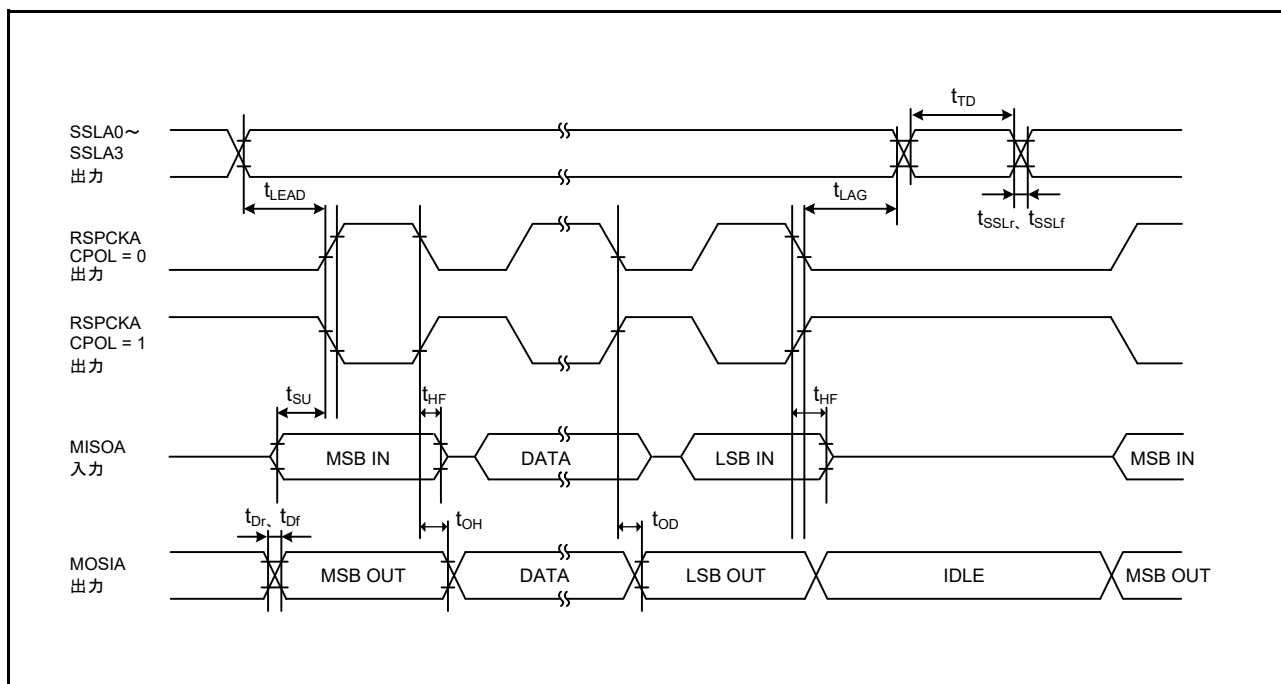 t_TD
SSLA0～
SSLA3
出力
t_LEAD
t_LAG
t_SSLr、t_SSLf
RSPCKA
CPOL = 0
出力
RSPCKA
CPOL = 1
出力
t_SU
t_HF
t_HF
MISOA
入力
MSB IN
DATA
LSB IN
MSB IN
t_Dr、t_Df
t_OH
t_OD
MOSIA
出力
MSB OUT
DATA
LSB OUT
IDLE
MSB OUT